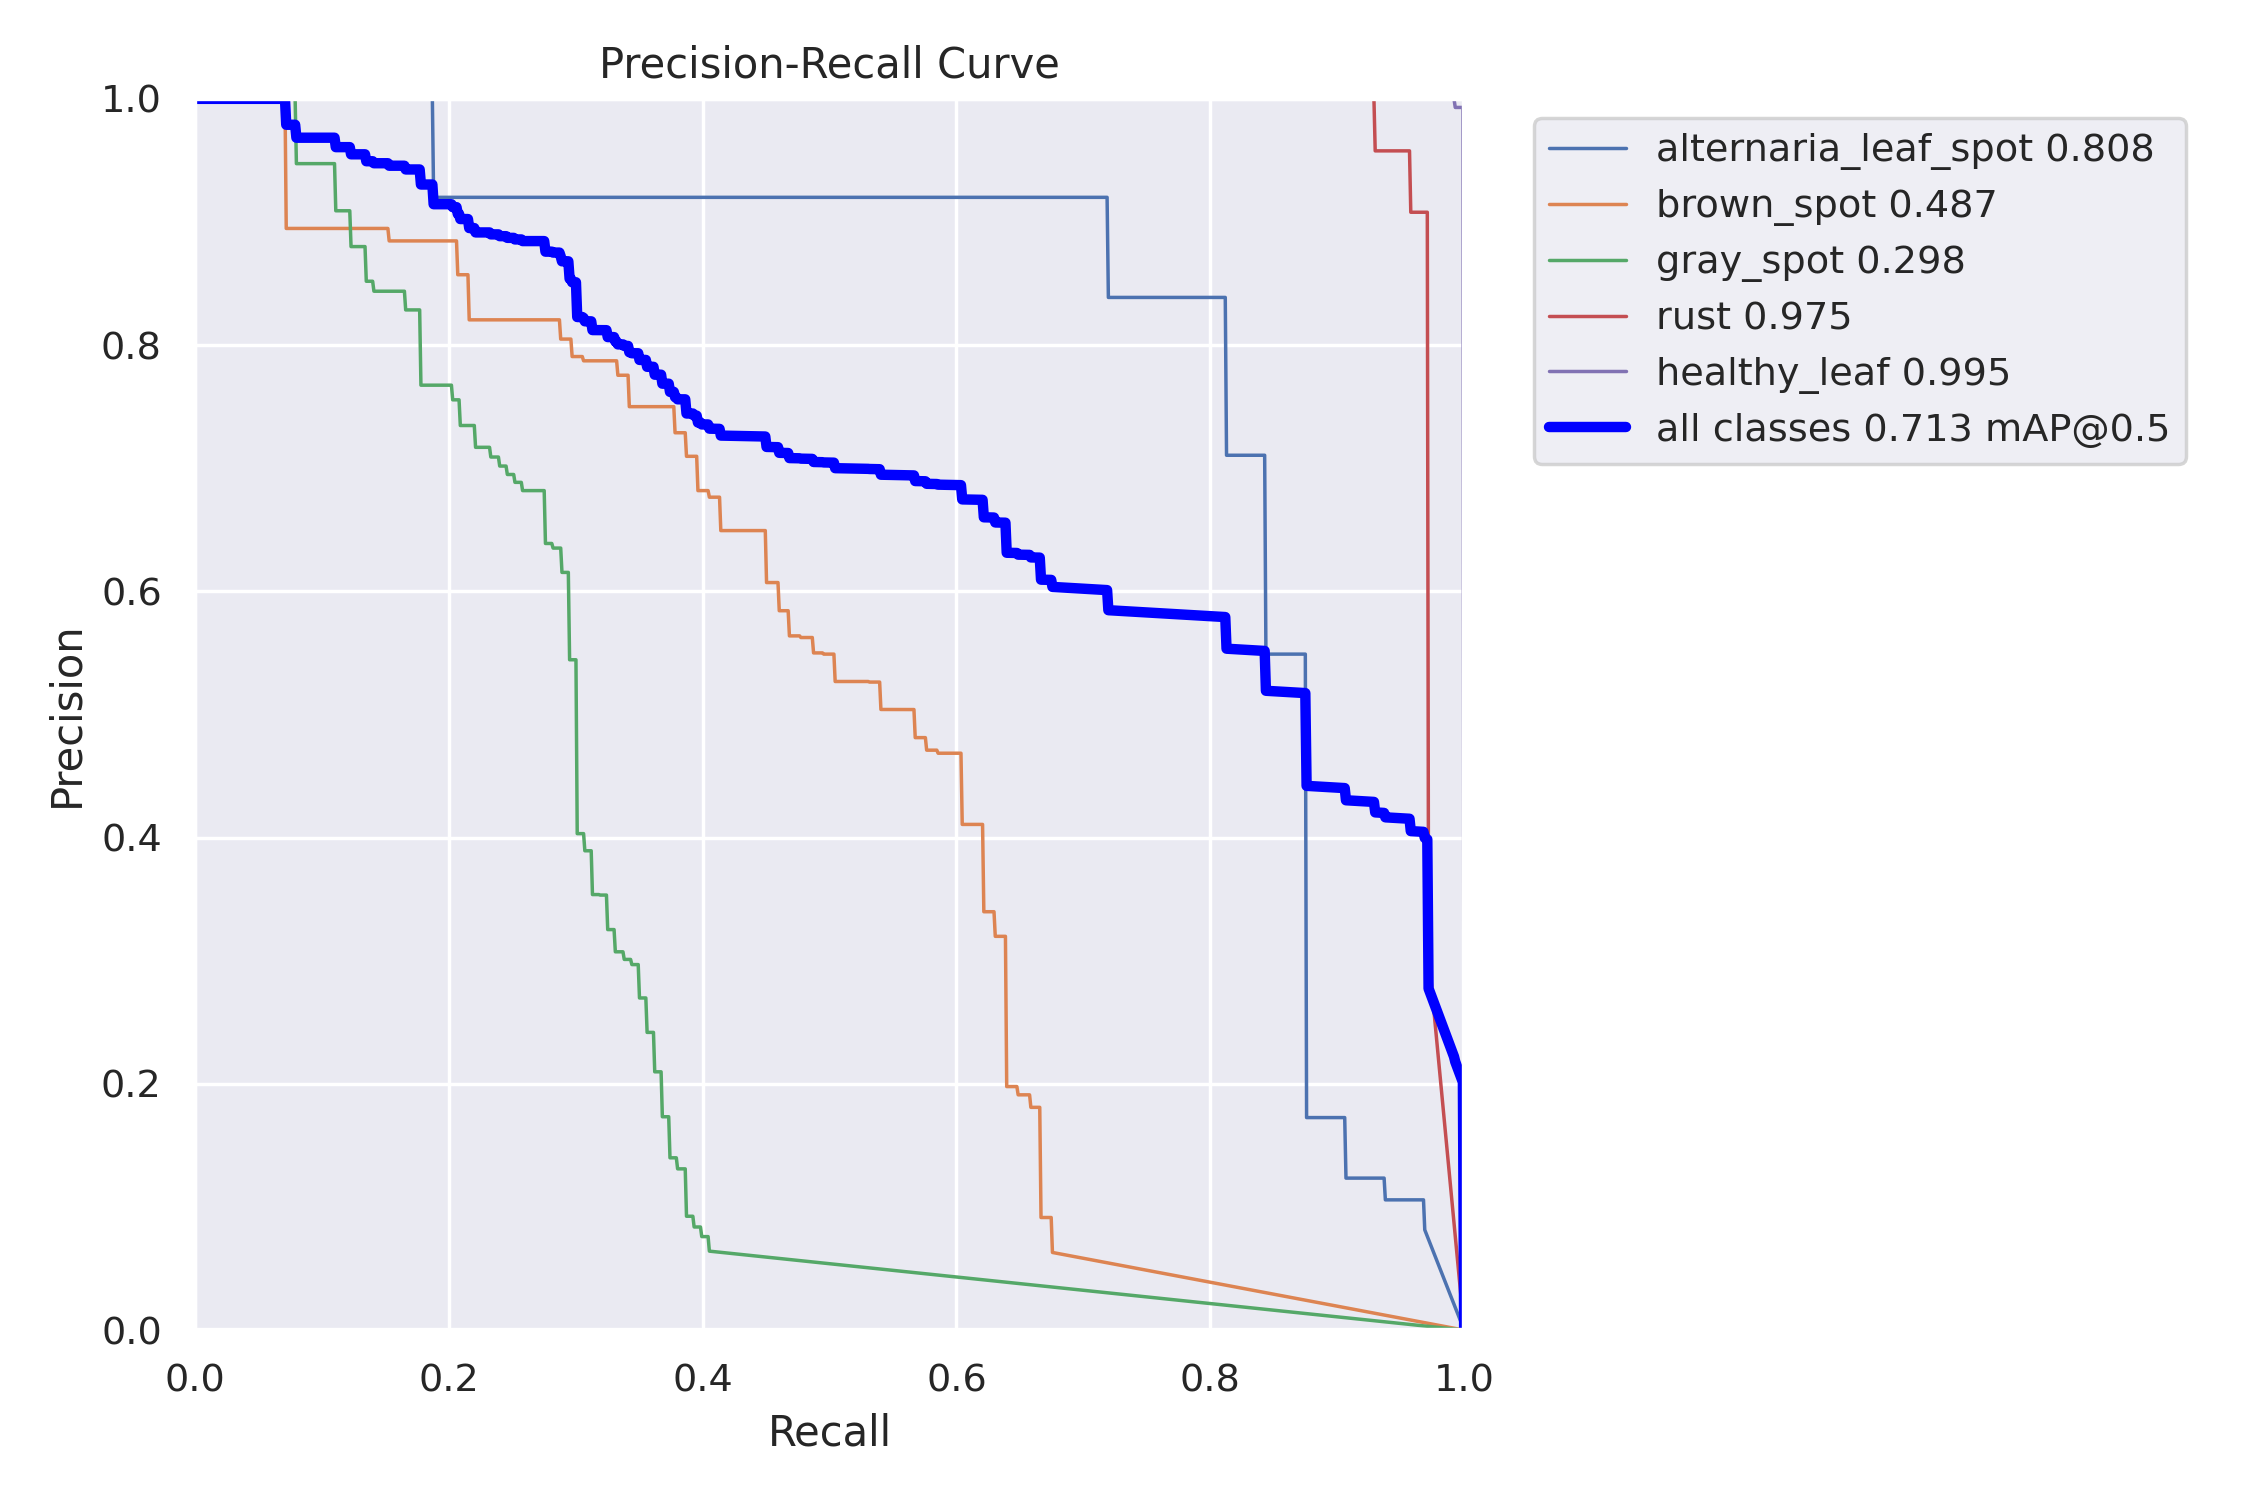 Precision-Recall Curve
1.0
0.8
0.6
0.4
0.2
0.0
Precision
0.0 0.2 0.4 0.6 0.8 1.0
Recall
alternaria_leaf_spot 0.808
brown_spot 0.487
gray_spot 0.298
rust 0.975
healthy_leaf 0.995
all classes 0.713 mAP@0.5